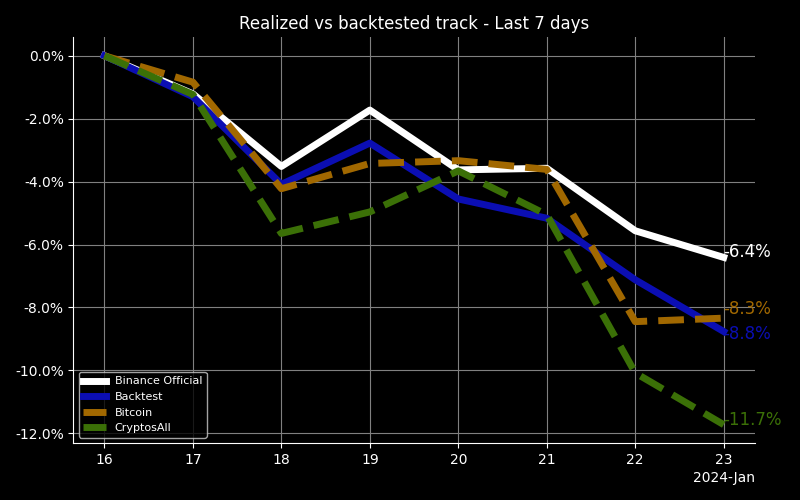 Realized vs backtested track - Last 7 days
0.0%
-2.0%
-4.0%
-6.0%
-8.0%
-10.0%
-12.0%
-6.4%
-8.3%
-8.8%
-11.7%
Binance Official
Backtest
Bitcoin
CryptosAll
16 17 18 19 20 21 22 23
2024-Jan